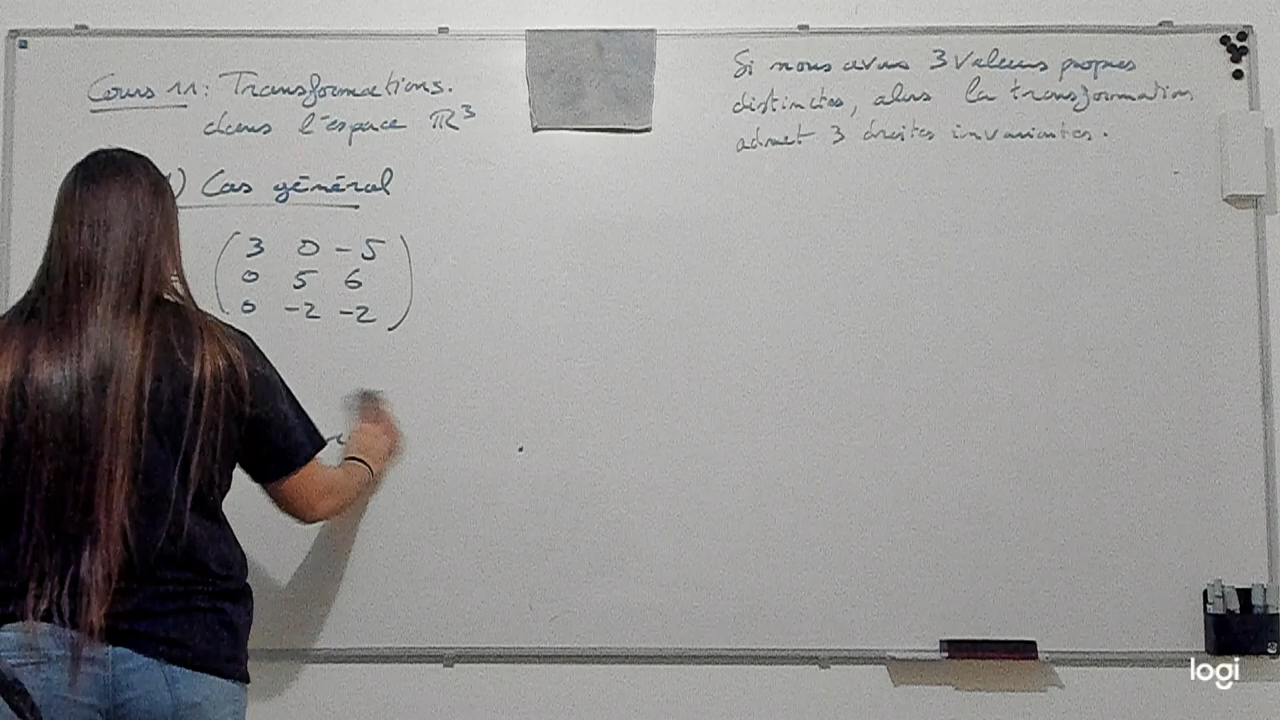 Cours 11: Transformations.
dans l'espace ℝ³
1) Cas général
( 3 0 -5 )
0 5 6
0 -2 -2
Si nous avons 3 valeurs propres
distinctes, alors la transformation
admet 3 droites invariantes.
logi